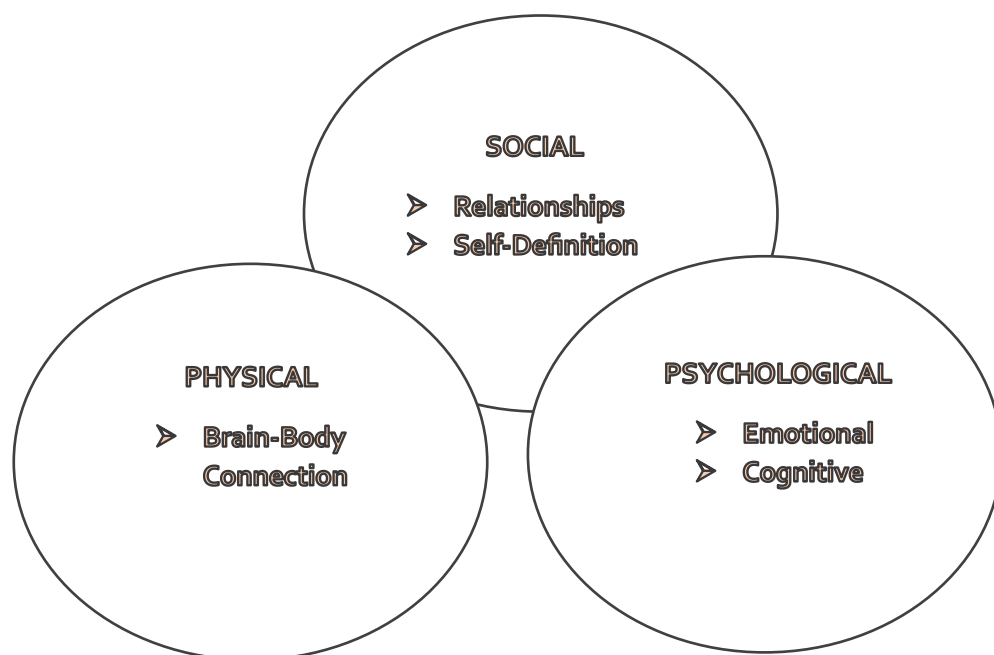 SOCIAL
➢ Relationships
➢ Self-Definition
PHYSICAL
➢ Brain-Body
Connection
PSYCHOLOGICAL
➢ Emotional
➢ Cognitive